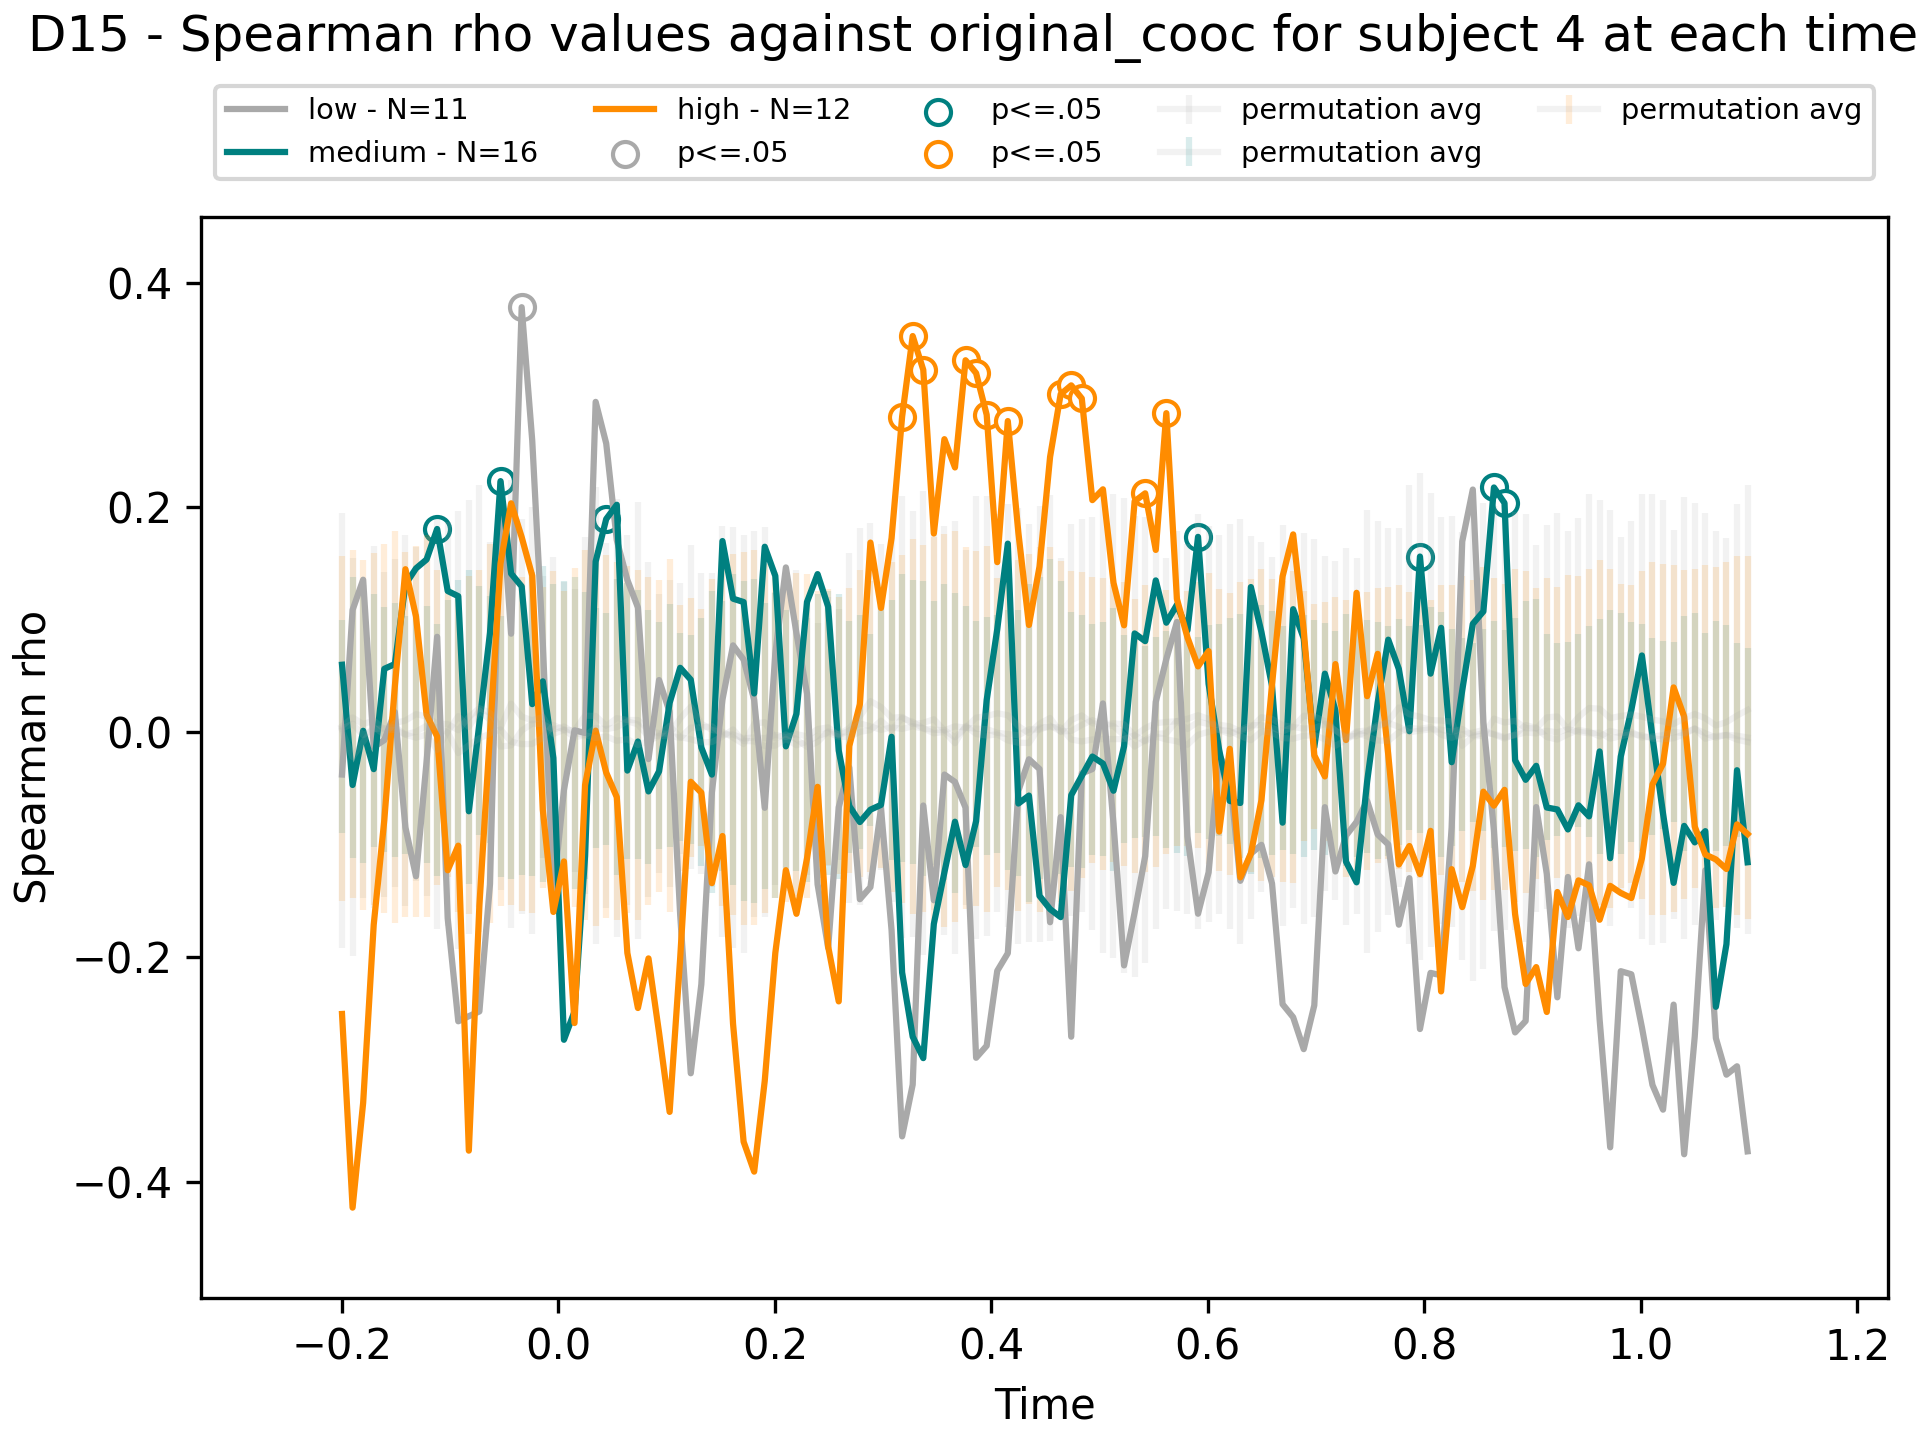 D15 - Spearman rho values against original_cooc for subject 4 at each time
low - N=11
medium - N=16
high - N=12
p<=.05
p<=.05
p<=.05
permutation avg
permutation avg
permutation avg
Spearman rho
0.4
0.2
0.0
−0.2
−0.4
−0.2 0.0 0.2 0.4 0.6 0.8 1.0 1.2
Time